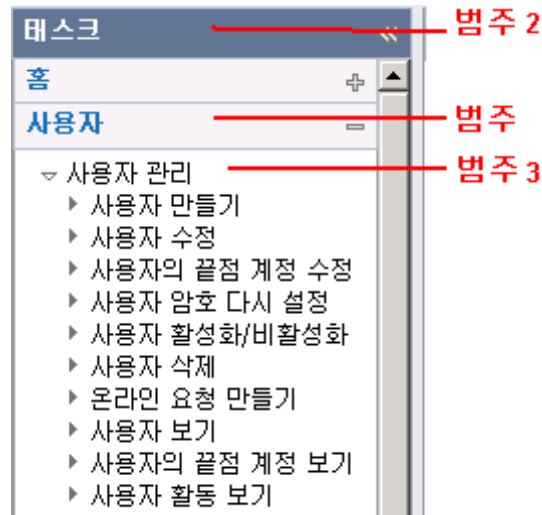 태스크 범주 2
홈
사용자 범주
사용자 관리 범주 3
사용자 만들기
사용자 수정
사용자의 끝점 계정 수정
사용자 암호 다시 설정
사용자 활성화/비활성화
사용자 삭제
온라인 요청 만들기
사용자 보기
사용자의 끝점 계정 보기
사용자 활동 보기